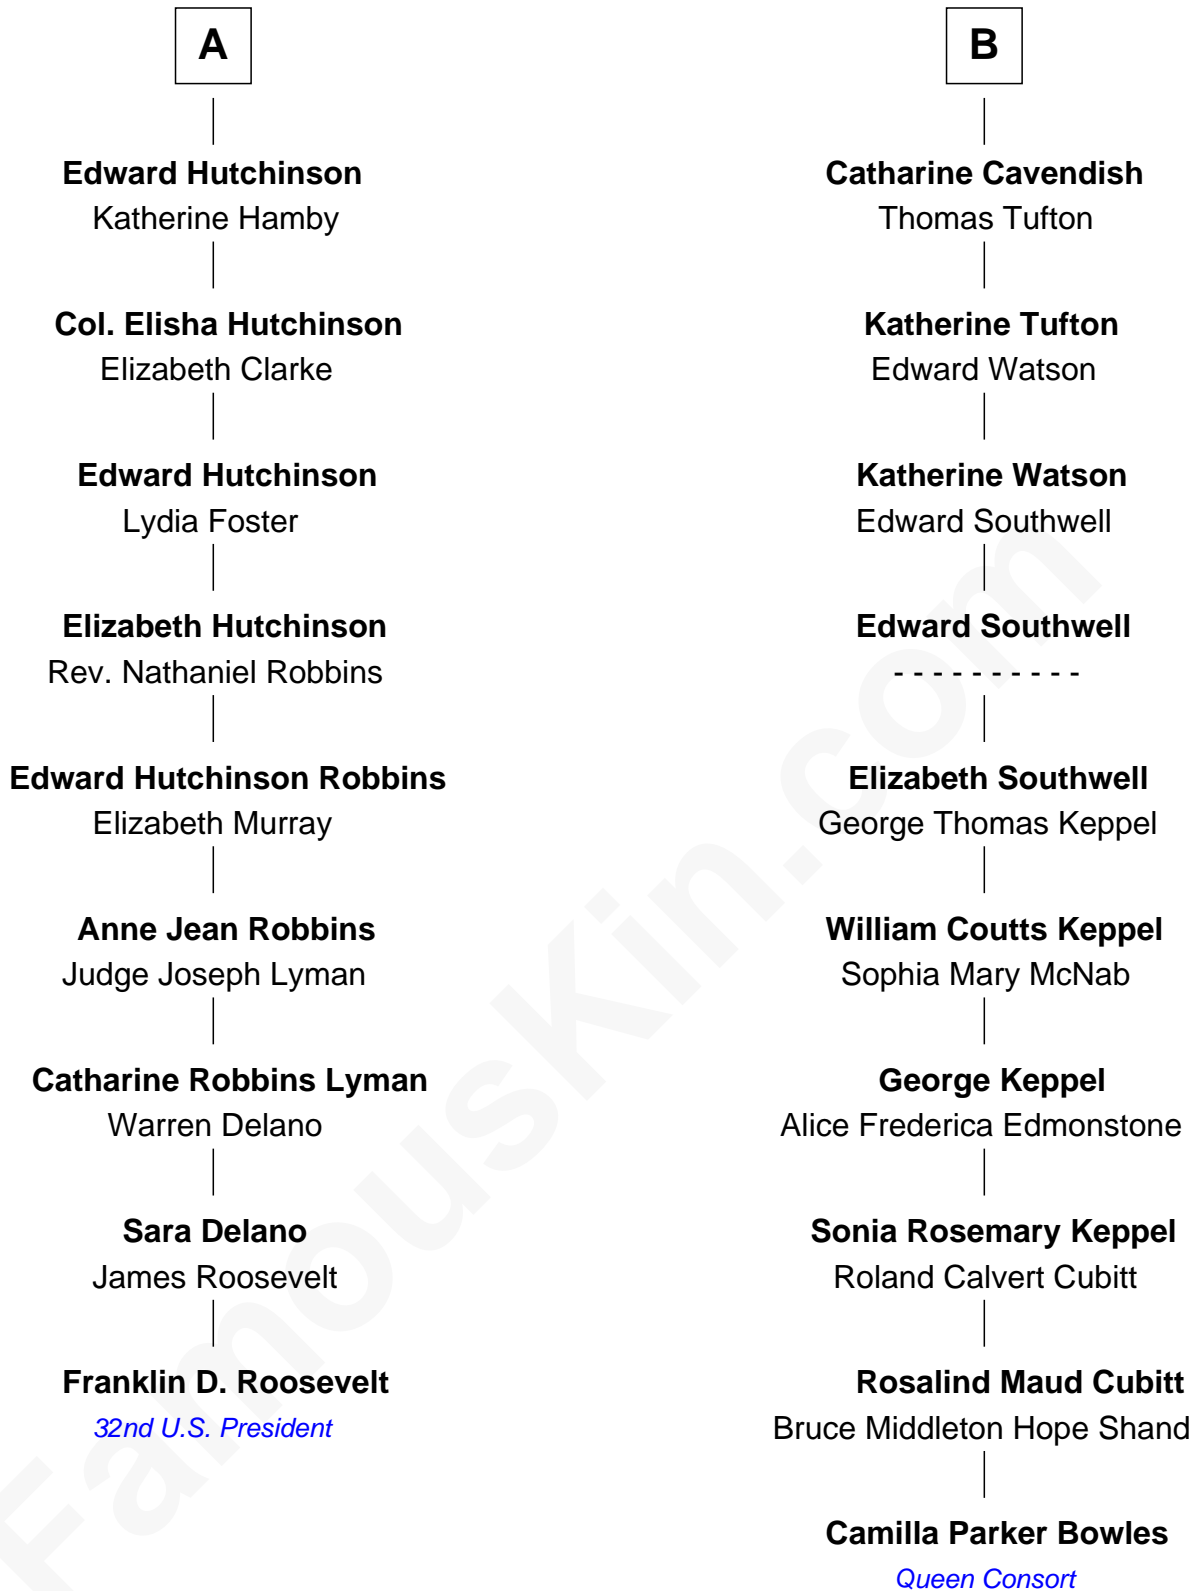 A
Edward Hutchinson
Katherine Hamby
Col. Elisha Hutchinson
Elizabeth Clarke
Edward Hutchinson
Lydia Foster
Elizabeth Hutchinson
Rev. Nathaniel Robbins
Edward Hutchinson Robbins
Elizabeth Murray
Anne Jean Robbins
Judge Joseph Lyman
Catharine Robbins Lyman
Warren Delano
Sara Delano
James Roosevelt
Franklin D. Roosevelt
32nd U.S. President
B
Catharine Cavendish
Thomas Tufton
Katherine Tufton
Edward Watson
Katherine Watson
Edward Southwell
Edward Southwell
- - - - - - - - - -
Elizabeth Southwell
George Thomas Keppel
William Coutts Keppel
Sophia Mary McNab
George Keppel
Alice Frederica Edmonstone
Sonia Rosemary Keppel
Roland Calvert Cubitt
Rosalind Maud Cubitt
Bruce Middleton Hope Shand
Camilla Parker Bowles
Queen Consort
FamousKin.com